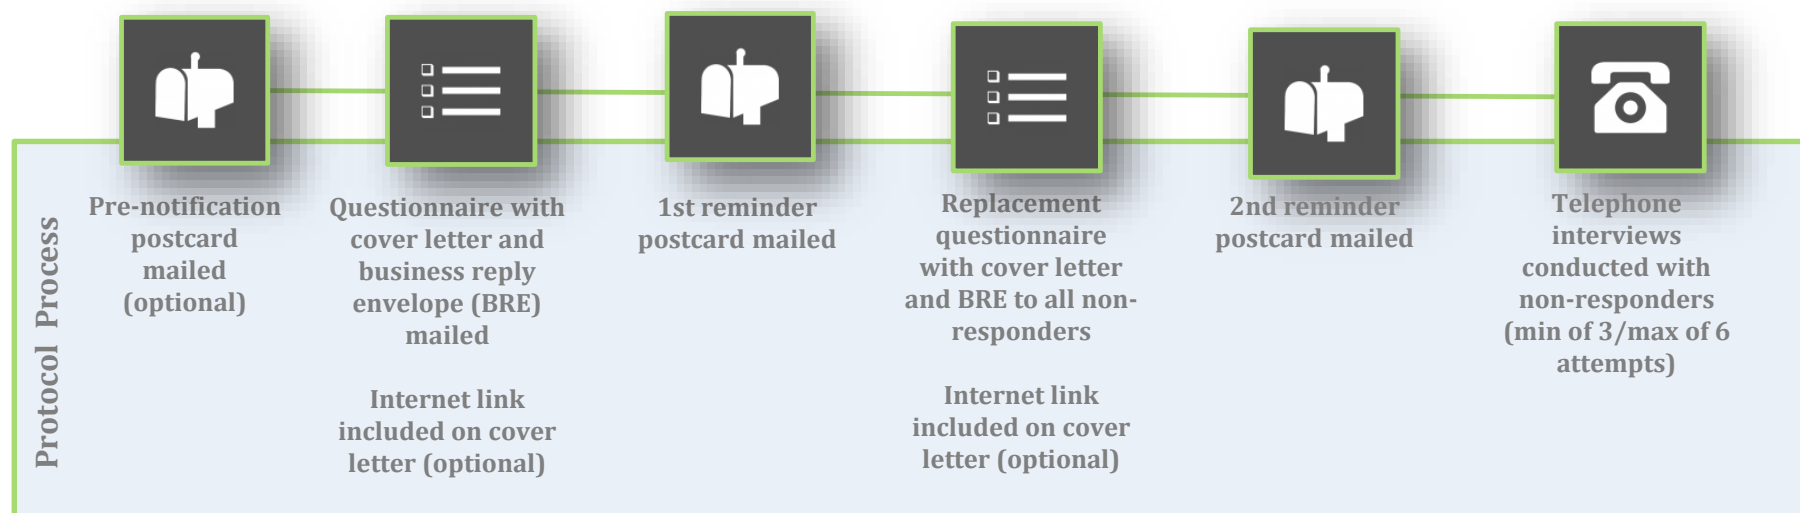 Protocol Process
Pre-notification
postcard
mailed
(optional)
Questionnaire with
cover letter and
business reply
envelope (BRE)
mailed
Internet link
included on cover
letter (optional)
1st reminder
postcard mailed
Replacement
questionnaire
with cover letter
and BRE to all non-
responders
Internet link
included on cover
letter (optional)
2nd reminder
postcard mailed
Telephone
interviews
conducted with
non-responders
(min of 3/max of 6
attempts)